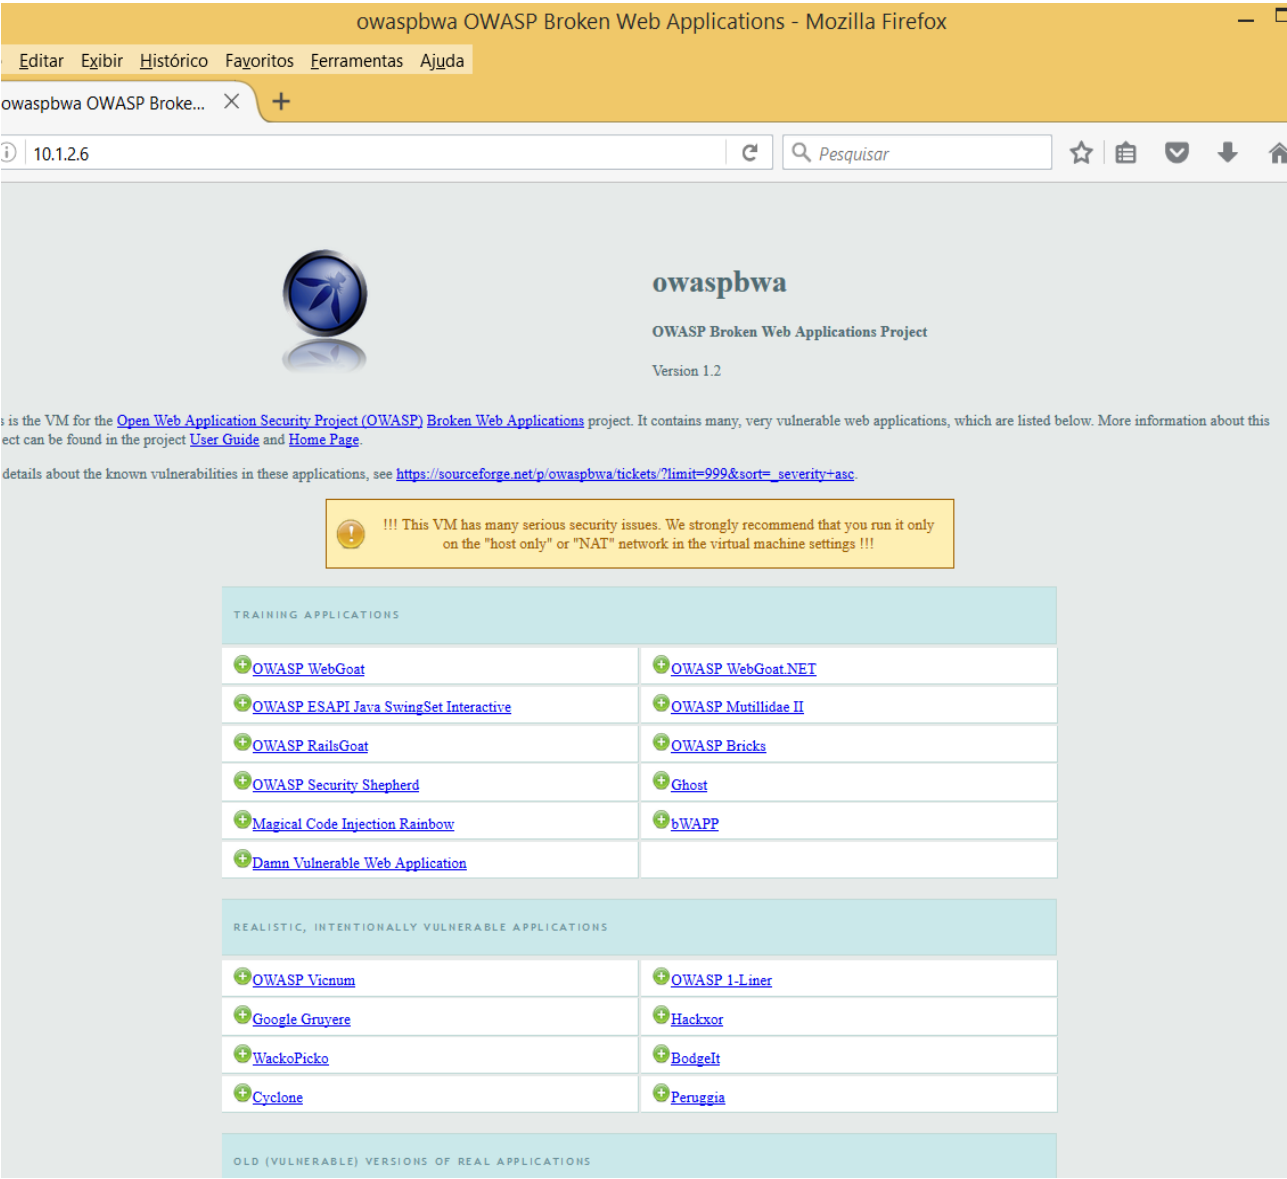 owaspbwa OWASP Broken Web Applications - Mozilla Firefox
Editar Exibir Histórico Favoritos Ferramentas Ajuda
owaspbwa OWASP Broke...
10.1.2.6
Pesquisar
owaspbwa
OWASP Broken Web Applications Project
Version 1.2
s is the VM for the Open Web Application Security Project (OWASP) Broken Web Applications project. It contains many, very vulnerable web applications, which are listed below. More information about this
ect can be found in the project User Guide and Home Page.
details about the known vulnerabilities in these applications, see https://sourceforge.net/p/owaspbwa/tickets/?limit=999&sort=_severity+asc.
!!! This VM has many serious security issues. We strongly recommend that you run it only
on the "host only" or "NAT" network in the virtual machine settings !!!
TRAINING APPLICATIONS
OWASP WebGoat
OWASP WebGoat.NET
OWASP ESAPI Java SwingSet Interactive
OWASP Mutillidae II
OWASP RailsGoat
OWASP Bricks
OWASP Security Shepherd
Ghost
Magical Code Injection Rainbow
bWAPP
Damn Vulnerable Web Application
REALISTIC, INTENTIONALLY VULNERABLE APPLICATIONS
OWASP Vicnum
OWASP 1-Liner
Google Gruyere
Hackxor
WackoPicko
BodgeIt
Cyclone
Peruggia
OLD (VULNERABLE) VERSIONS OF REAL APPLICATIONS